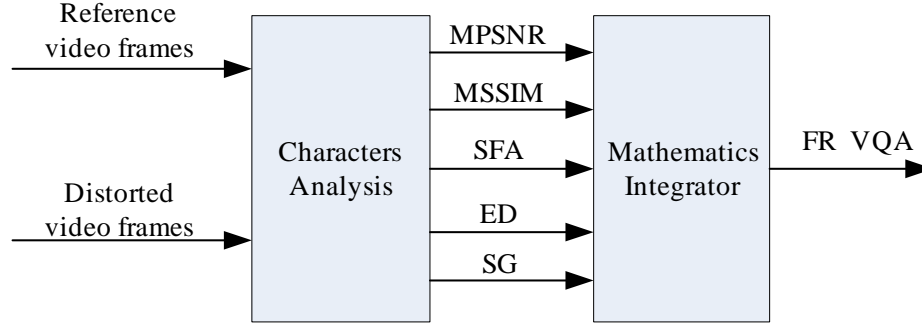 Reference
video frames
Distorted
video frames
Characters
Analysis
MPSNR
MSSIM
SFA
ED
SG
Mathematics
Integrator
FR VQA